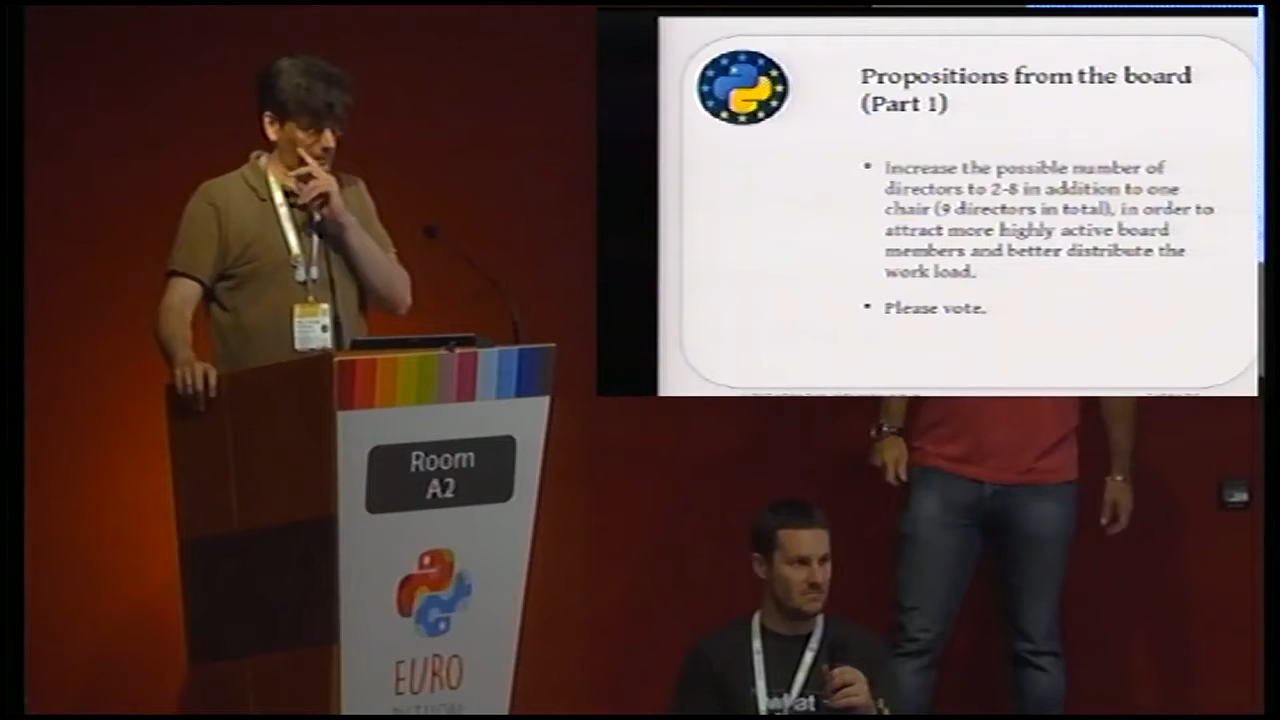 Propositions from the board
(Part 1)
• Increase the possible number of
directors to 2-8 in addition to one
chair (9 directors in total), in order to
attract more highly active board
members and better distribute the
work load.
• Please vote.
Room
A2
EURO
PYTHON
what